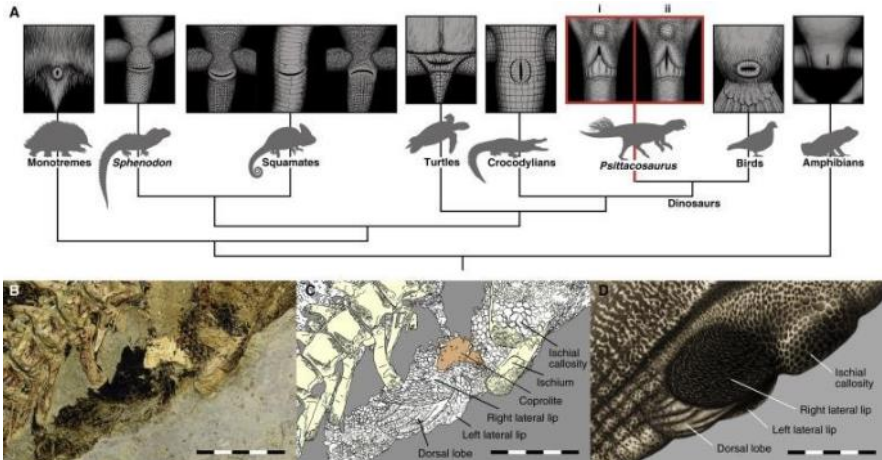 A
i ii
Monotremes
Sphenodon
Squamates
Turtles
Crocodylians
Psittacosaurus
Birds
Amphibians
Dinosaurs
B
C
Ischial
callosity
Ischium
Coprolite
Right lateral lip
Left lateral lip
Dorsal lobe
D
Ischial
callosity
Right lateral lip
Left lateral lip
Dorsal lobe